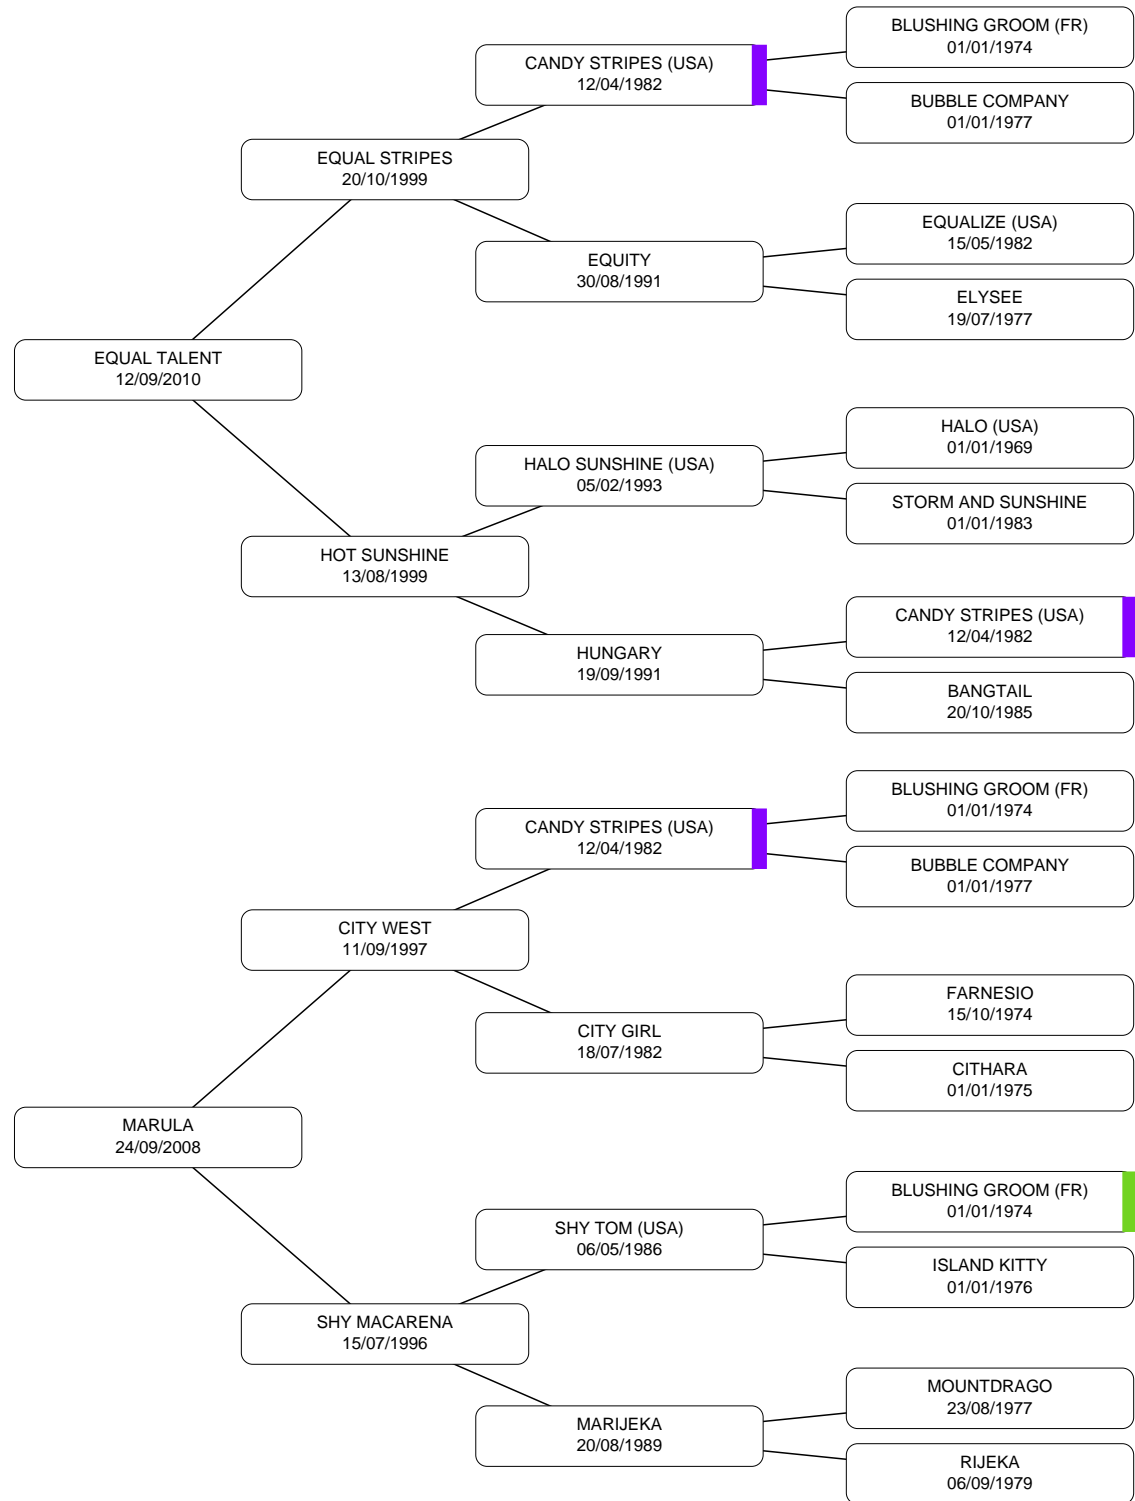 BLUSHING GROOM (FR)
01/01/1974
CANDY STRIPES (USA)
12/04/1982
BUBBLE COMPANY
01/01/1977
EQUAL STRIPES
20/10/1999
EQUALIZE (USA)
15/05/1982
EQUITY
30/08/1991
ELYSEE
19/07/1977
EQUAL TALENT
12/09/2010
HALO (USA)
01/01/1969
HALO SUNSHINE (USA)
05/02/1993
STORM AND SUNSHINE
01/01/1983
HOT SUNSHINE
13/08/1999
CANDY STRIPES (USA)
12/04/1982
HUNGARY
19/09/1991
BANGTAIL
20/10/1985
BLUSHING GROOM (FR)
01/01/1974
CANDY STRIPES (USA)
12/04/1982
BUBBLE COMPANY
01/01/1977
CITY WEST
11/09/1997
FARNESIO
15/10/1974
CITY GIRL
18/07/1982
CITHARA
01/01/1975
MARULA
24/09/2008
BLUSHING GROOM (FR)
01/01/1974
SHY TOM (USA)
06/05/1986
ISLAND KITTY
01/01/1976
SHY MACARENA
15/07/1996
MOUNTDRAGO
23/08/1977
MARIJEKA
20/08/1989
RIJEKA
06/09/1979